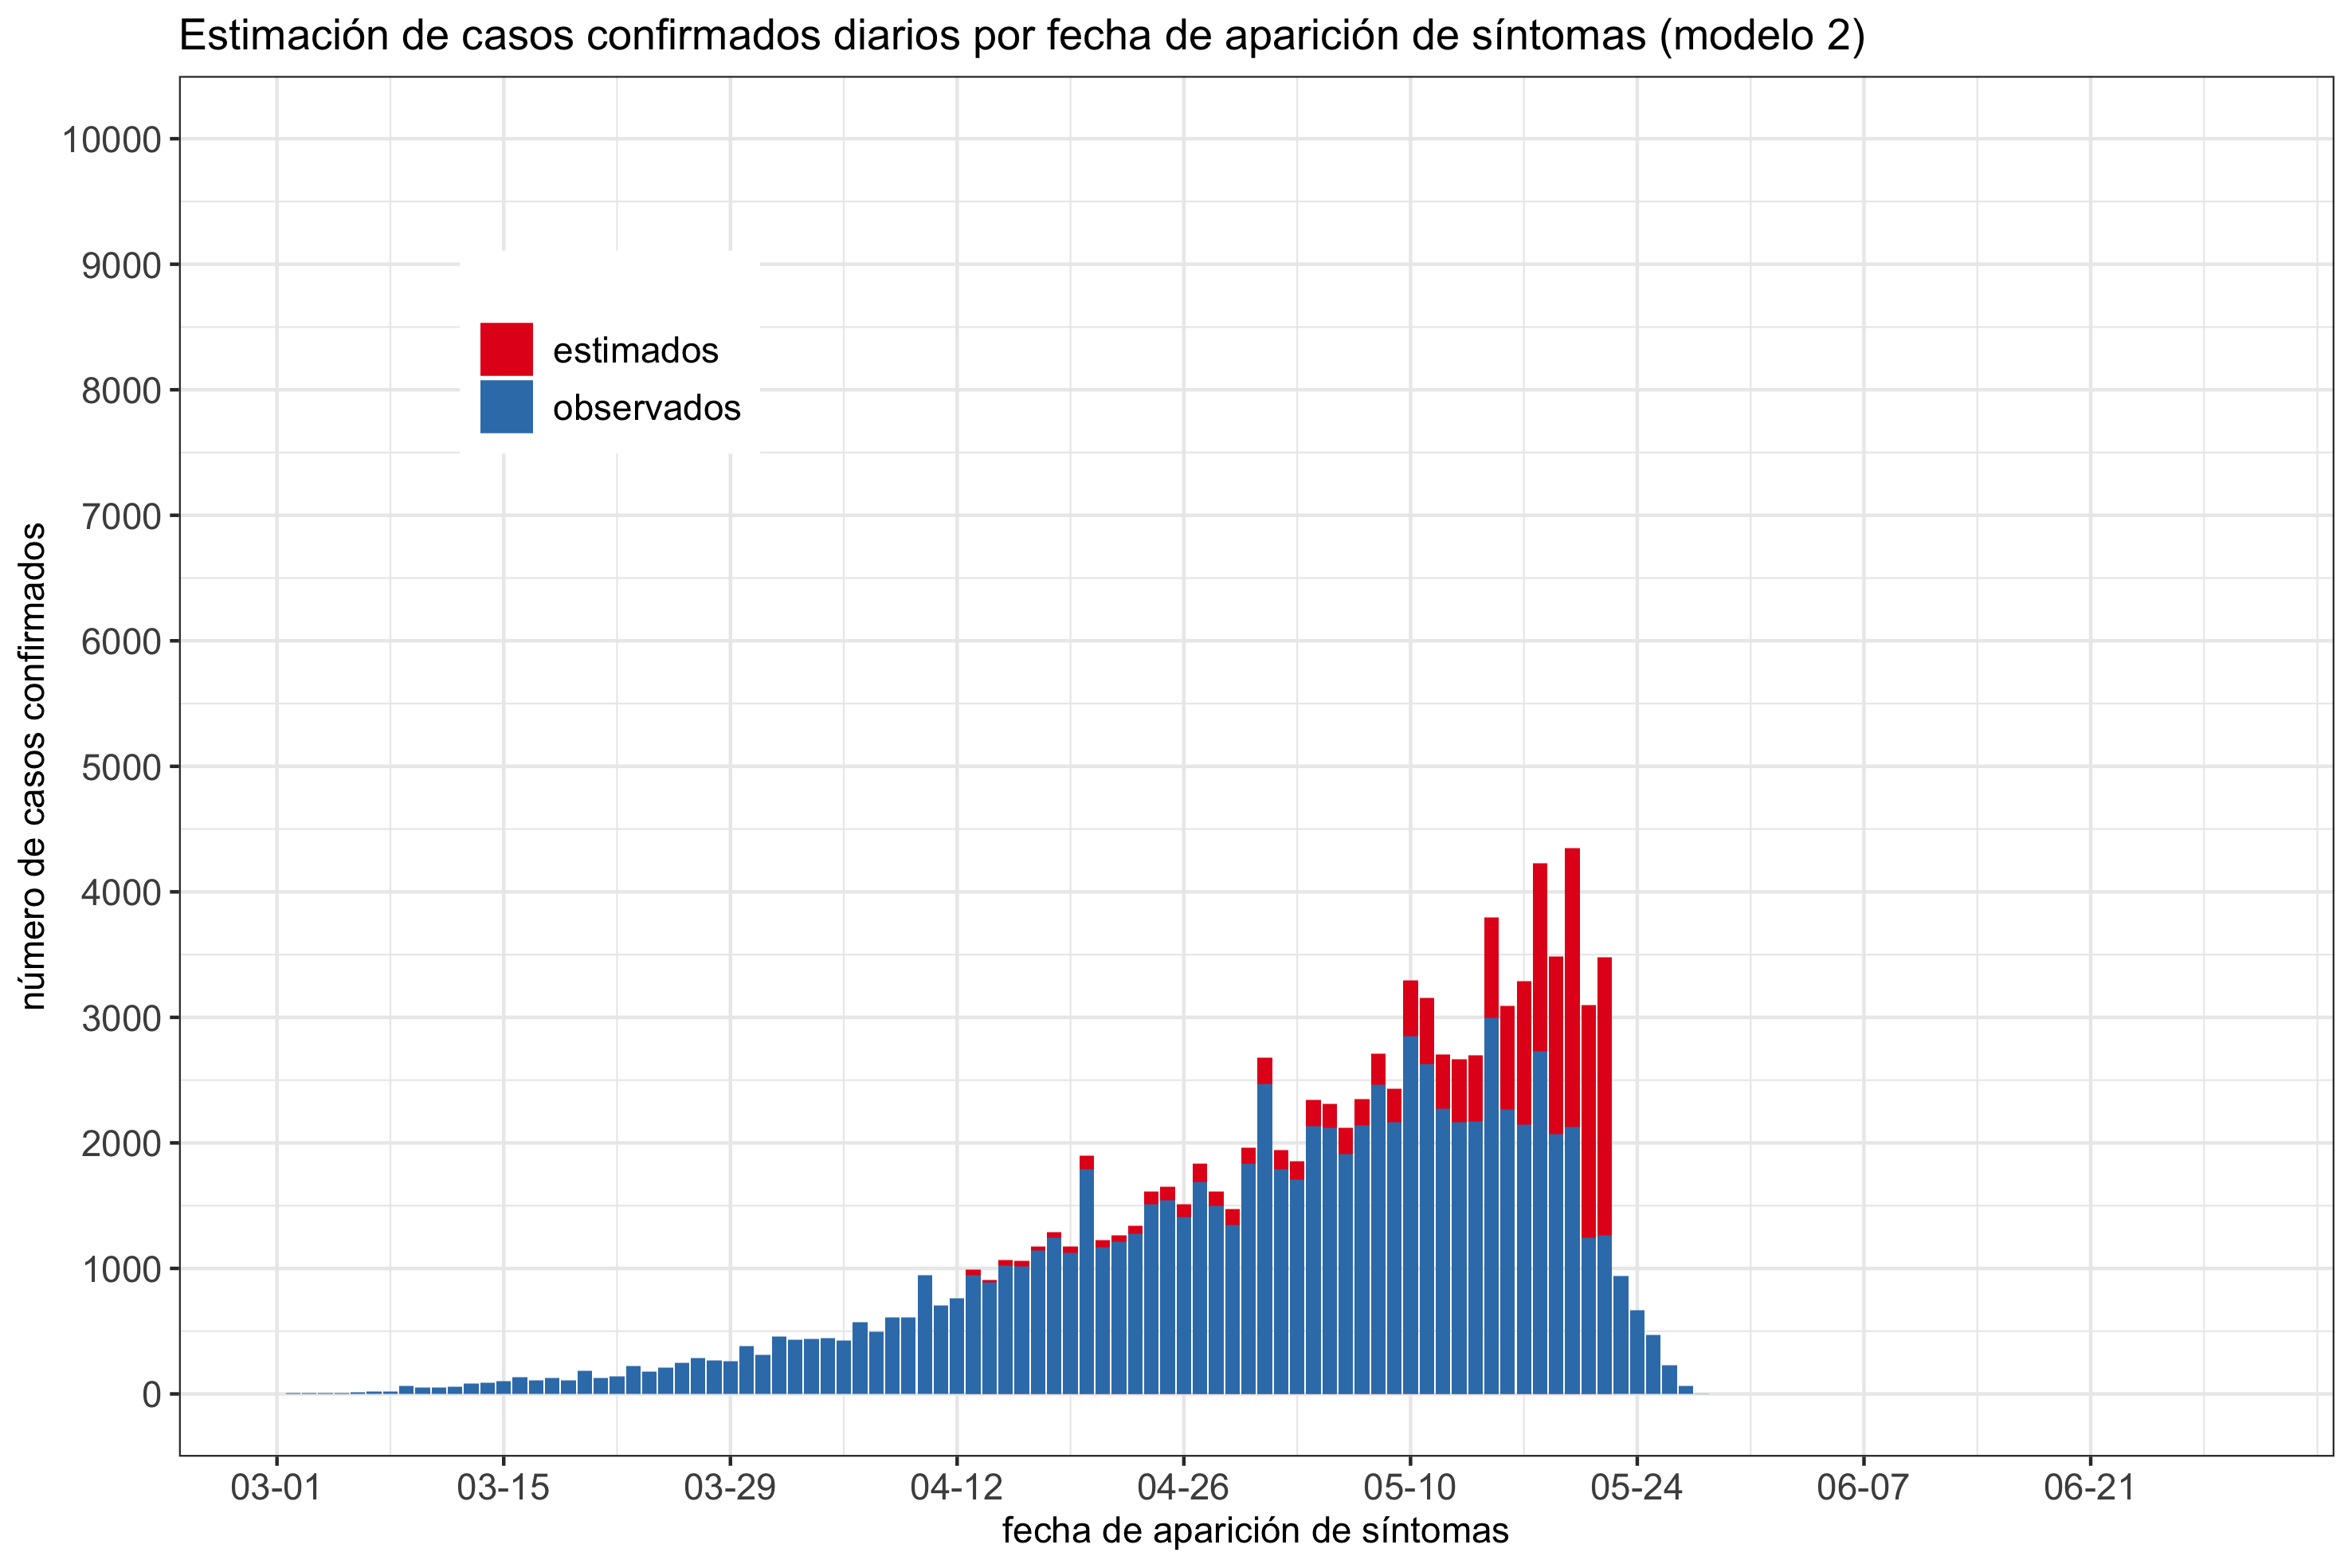 Estimación de casos confirmados diarios por fecha de aparición de síntomas (modelo 2)
número de casos confirmados
10000
9000
8000
7000
6000
5000
4000
3000
2000
1000
0
estimados
observados
03-01 03-15 03-29 04-12 04-26 05-10 05-24 06-07 06-21
fecha de aparición de síntomas